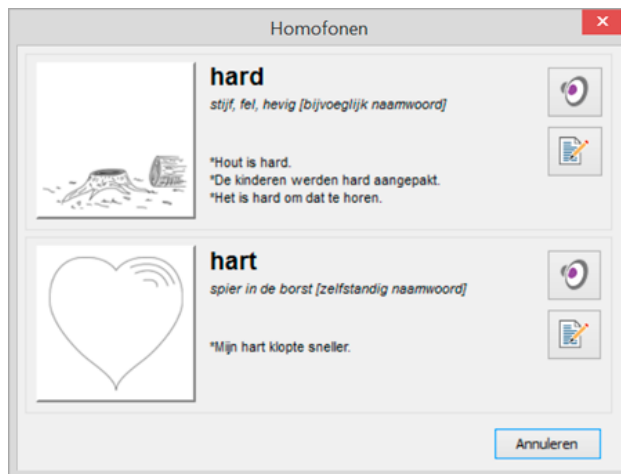 Homofonen
hard
stijf, fel, hevig [bijvoeglijk naamwoord]
*Hout is hard.
*De kinderen werden hard aangepakt.
*Het is hard om dat te horen.
hart
spier in de borst [zelfstandig naamwoord]
*Mijn hart klopte sneller.
Annuleren